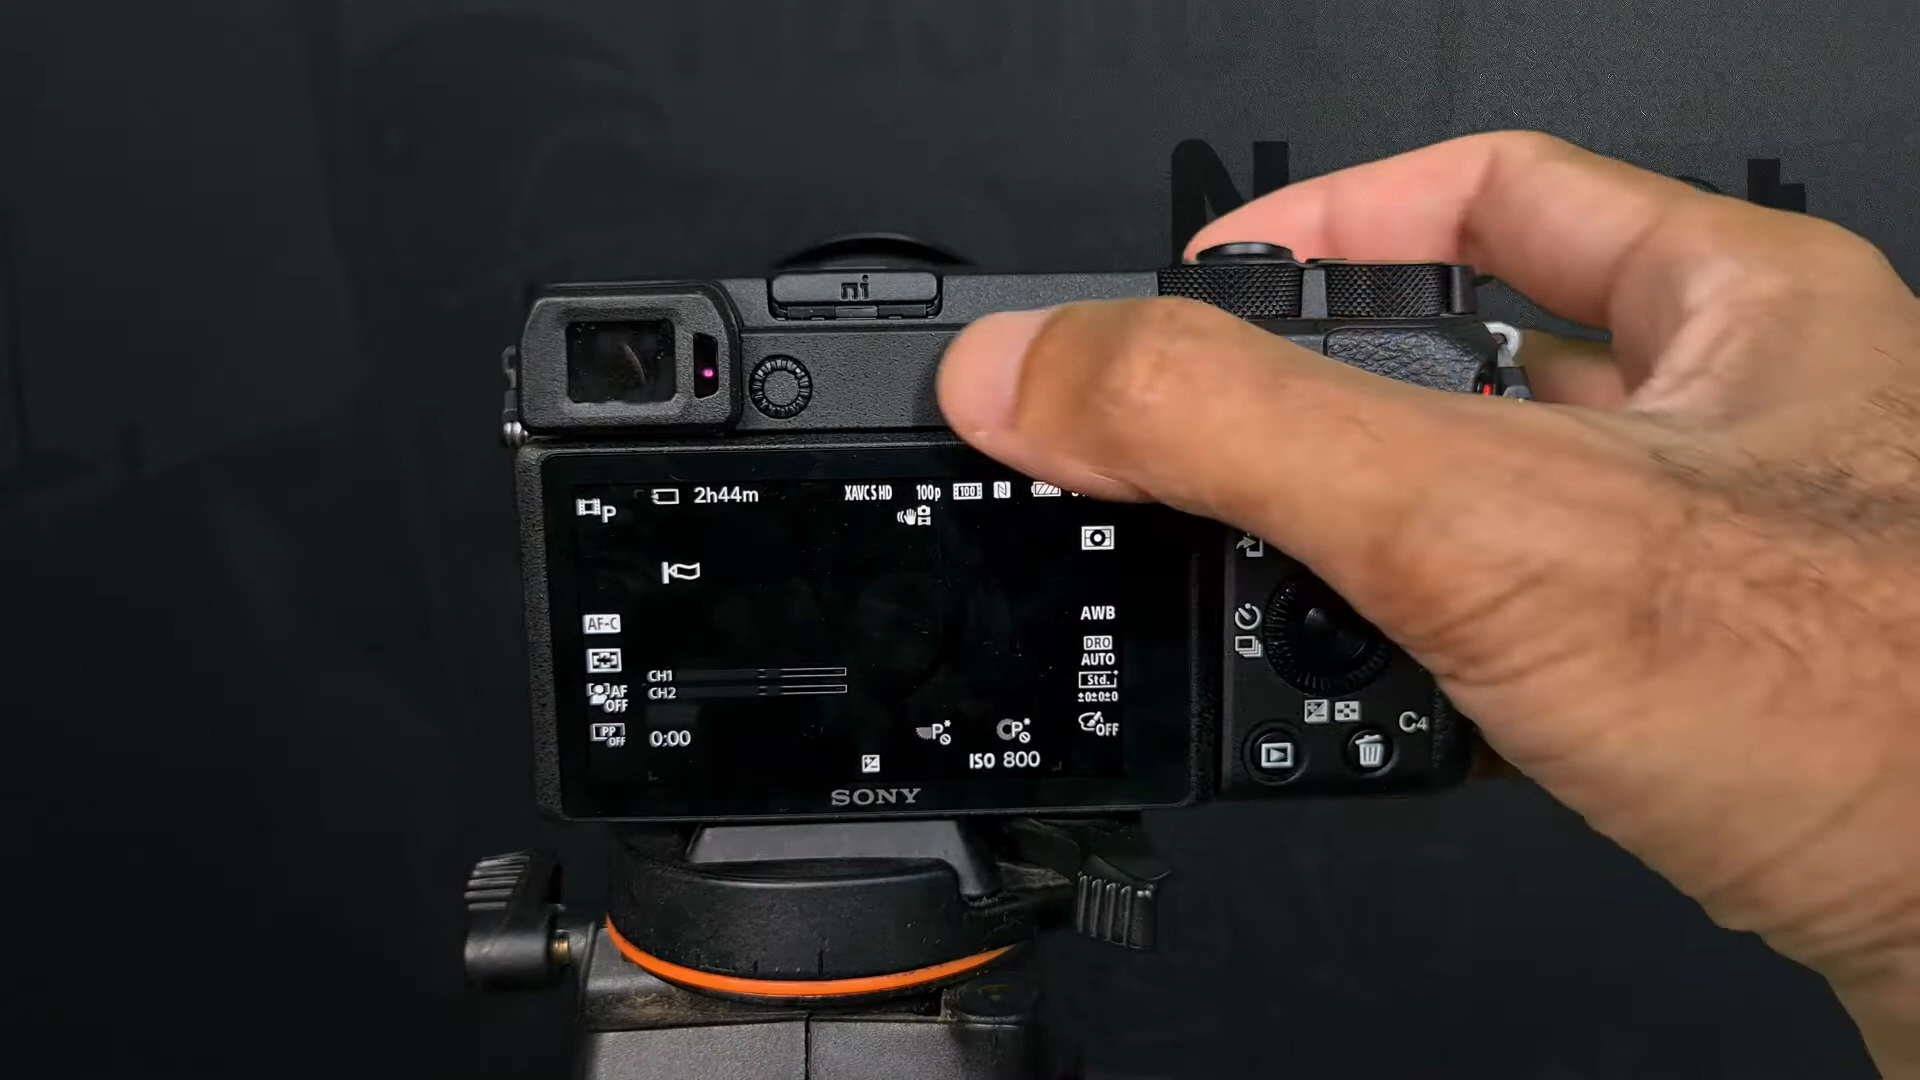 P 2h44m XAVC S HD 100p 100
AWB
AF-C
DRO
AUTO
AF
OFF
CH1
CH2
Std.
±0±0±0
PP
OFF
OFF
0:00
P*
P*
ISO 800
SONY
C4